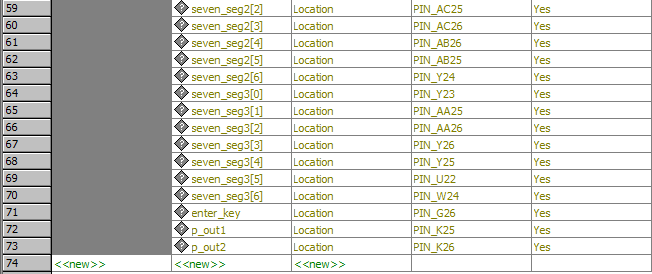 59 seven_seg2[2] Location PIN_AC25 Yes
60 seven_seg2[3] Location PIN_AC26 Yes
61 seven_seg2[4] Location PIN_AB26 Yes
62 seven_seg2[5] Location PIN_AB25 Yes
63 seven_seg2[6] Location PIN_Y24 Yes
64 seven_seg3[0] Location PIN_Y23 Yes
65 seven_seg3[1] Location PIN_AA25 Yes
66 seven_seg3[2] Location PIN_AA26 Yes
67 seven_seg3[3] Location PIN_Y26 Yes
68 seven_seg3[4] Location PIN_Y25 Yes
69 seven_seg3[5] Location PIN_U22 Yes
70 seven_seg3[6] Location PIN_W24 Yes
71 enter_key Location PIN_G26 Yes
72 p_out1 Location PIN_K25 Yes
73 p_out2 Location PIN_K26 Yes
74 <<new>> <<new>> <<new>>